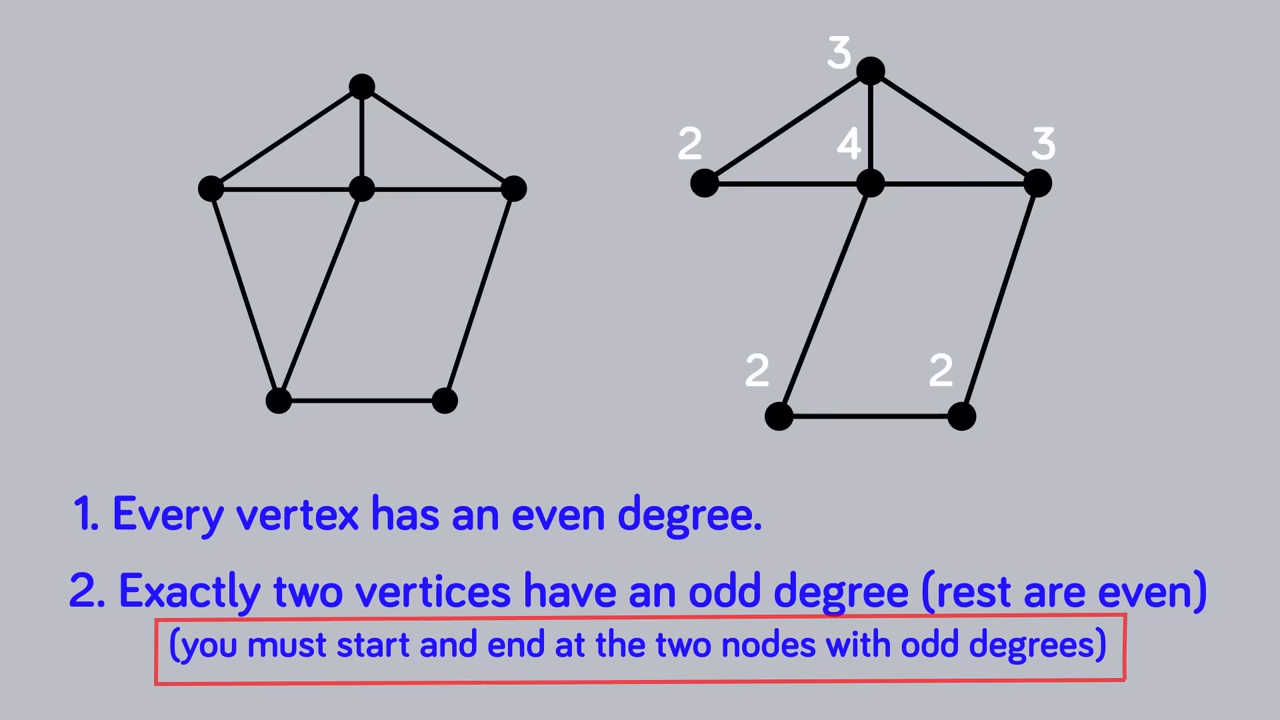 3
2
4
3
2
2
1. Every vertex has an even degree.
2. Exactly two vertices have an odd degree (rest are even)
(you must start and end at the two nodes with odd degrees)